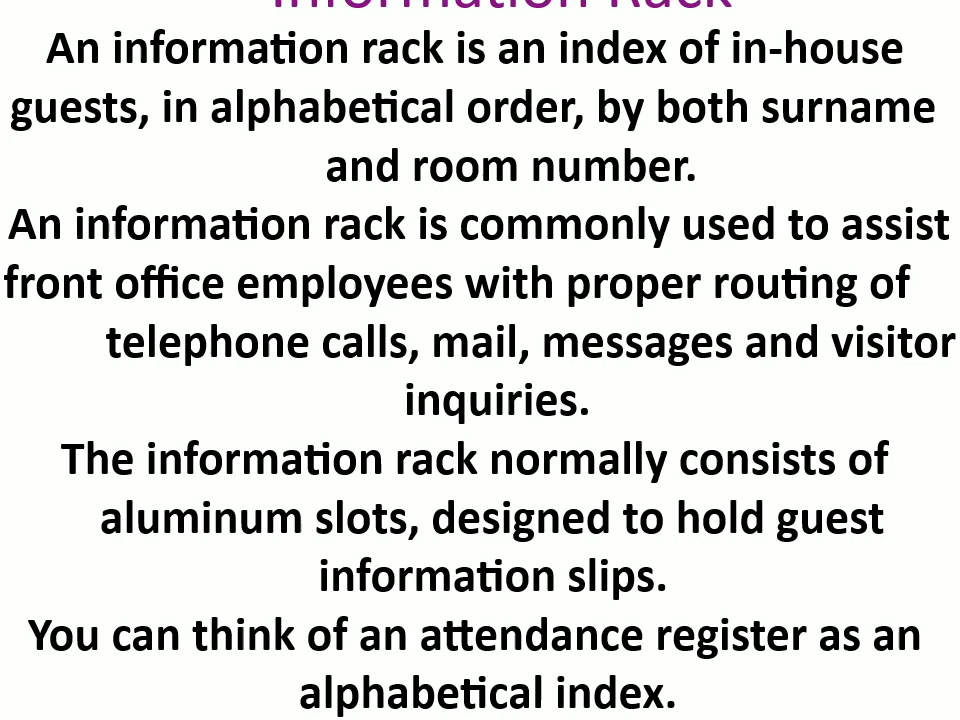 Information Rack
An information rack is an index of in-house
guests, in alphabetical order, by both surname
and room number.
An information rack is commonly used to assist
front office employees with proper routing of
telephone calls, mail, messages and visitor
inquiries.
The information rack normally consists of
aluminum slots, designed to hold guest
information slips.
You can think of an attendance register as an
alphabetical index.